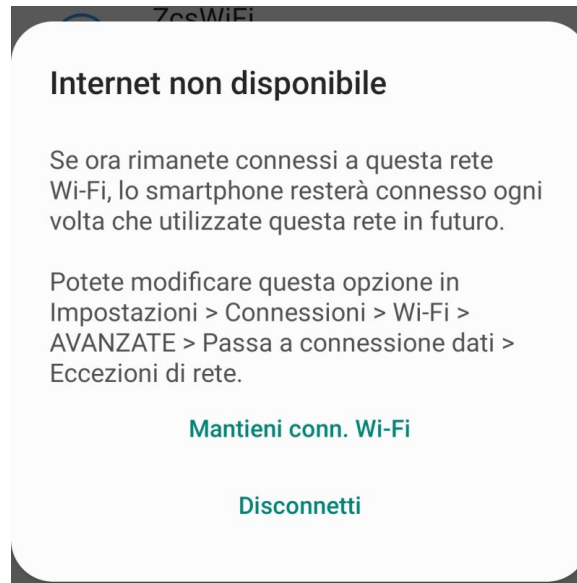 ZcsWiFi
Internet non disponibile
Se ora rimanete connessi a questa rete
Wi-Fi, lo smartphone resterà connesso ogni
volta che utilizzate questa rete in futuro.
Potete modificare questa opzione in
Impostazioni > Connessioni > Wi-Fi >
AVANZATE > Passa a connessione dati >
Eccezioni di rete.
Mantieni conn. Wi-Fi
Disconnetti